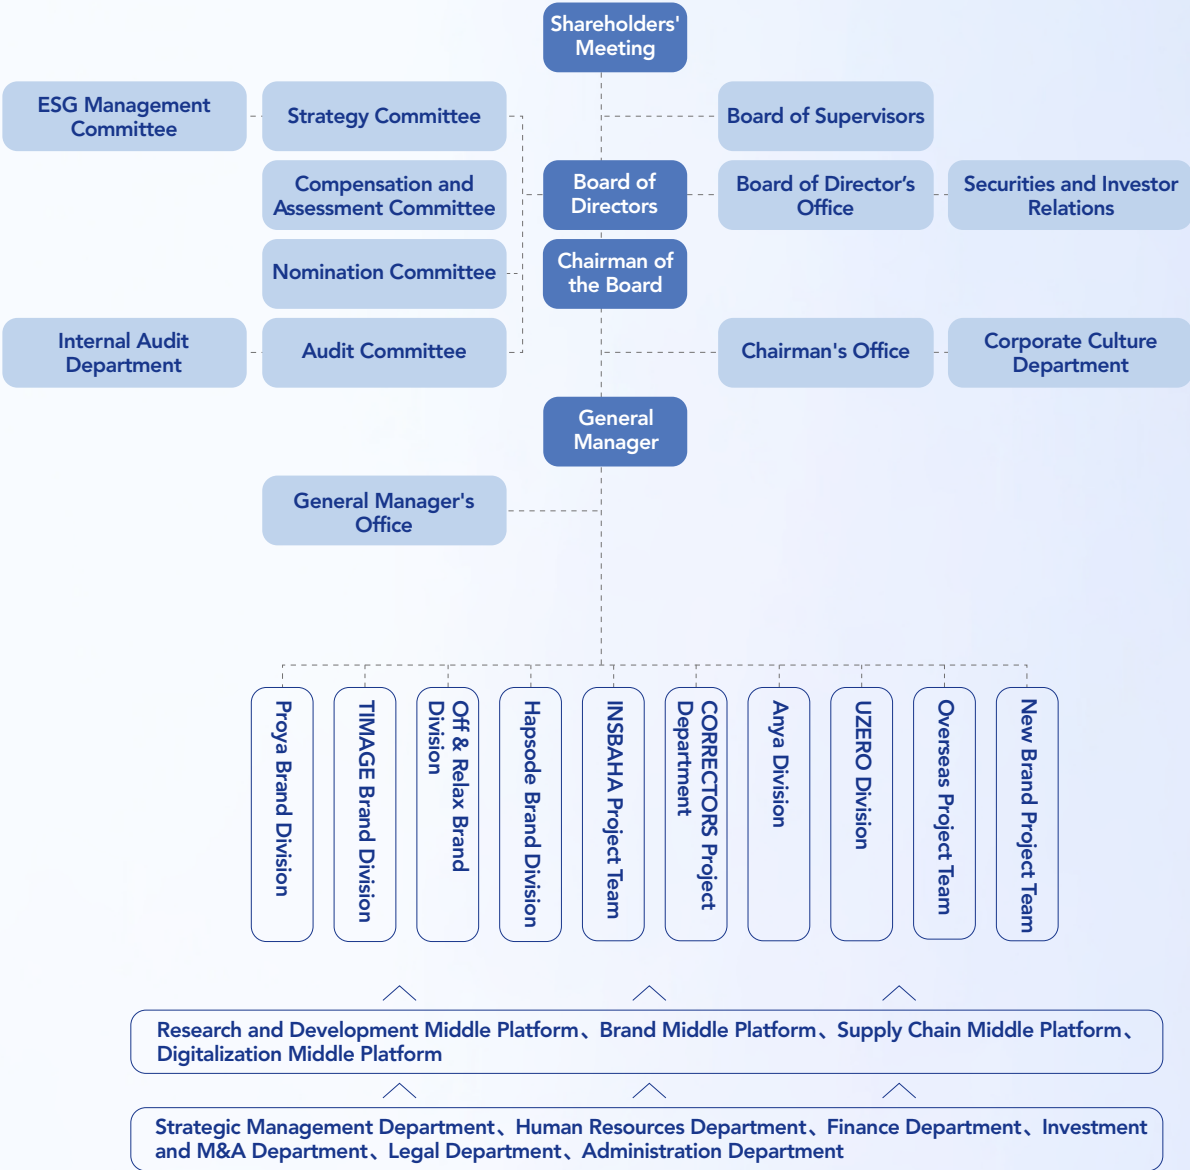 Shareholders'
Meeting
ESG Management
Committee
Strategy Committee
Board of Supervisors
Compensation and
Assessment Committee
Board of
Directors
Board of Director’s
Office
Securities and Investor
Relations
Nomination Committee
Chairman of
the Board
Internal Audit
Department
Audit Committee
Chairman's Office
Corporate Culture
Department
General
Manager
General Manager's
Office
Proya Brand Division
TIMAGE Brand Division
Off & Relax Brand
Division
Hapsode Brand Division
INSBAHA Project Team
CORRECTORS Project
Department
Anya Division
UZERO Division
Overseas Project Team
New Brand Project Team
Research and Development Middle Platform、Brand Middle Platform、Supply Chain Middle Platform、
Digitalization Middle Platform
Strategic Management Department、Human Resources Department、Finance Department、Investment
and M&A Department、Legal Department、Administration Department